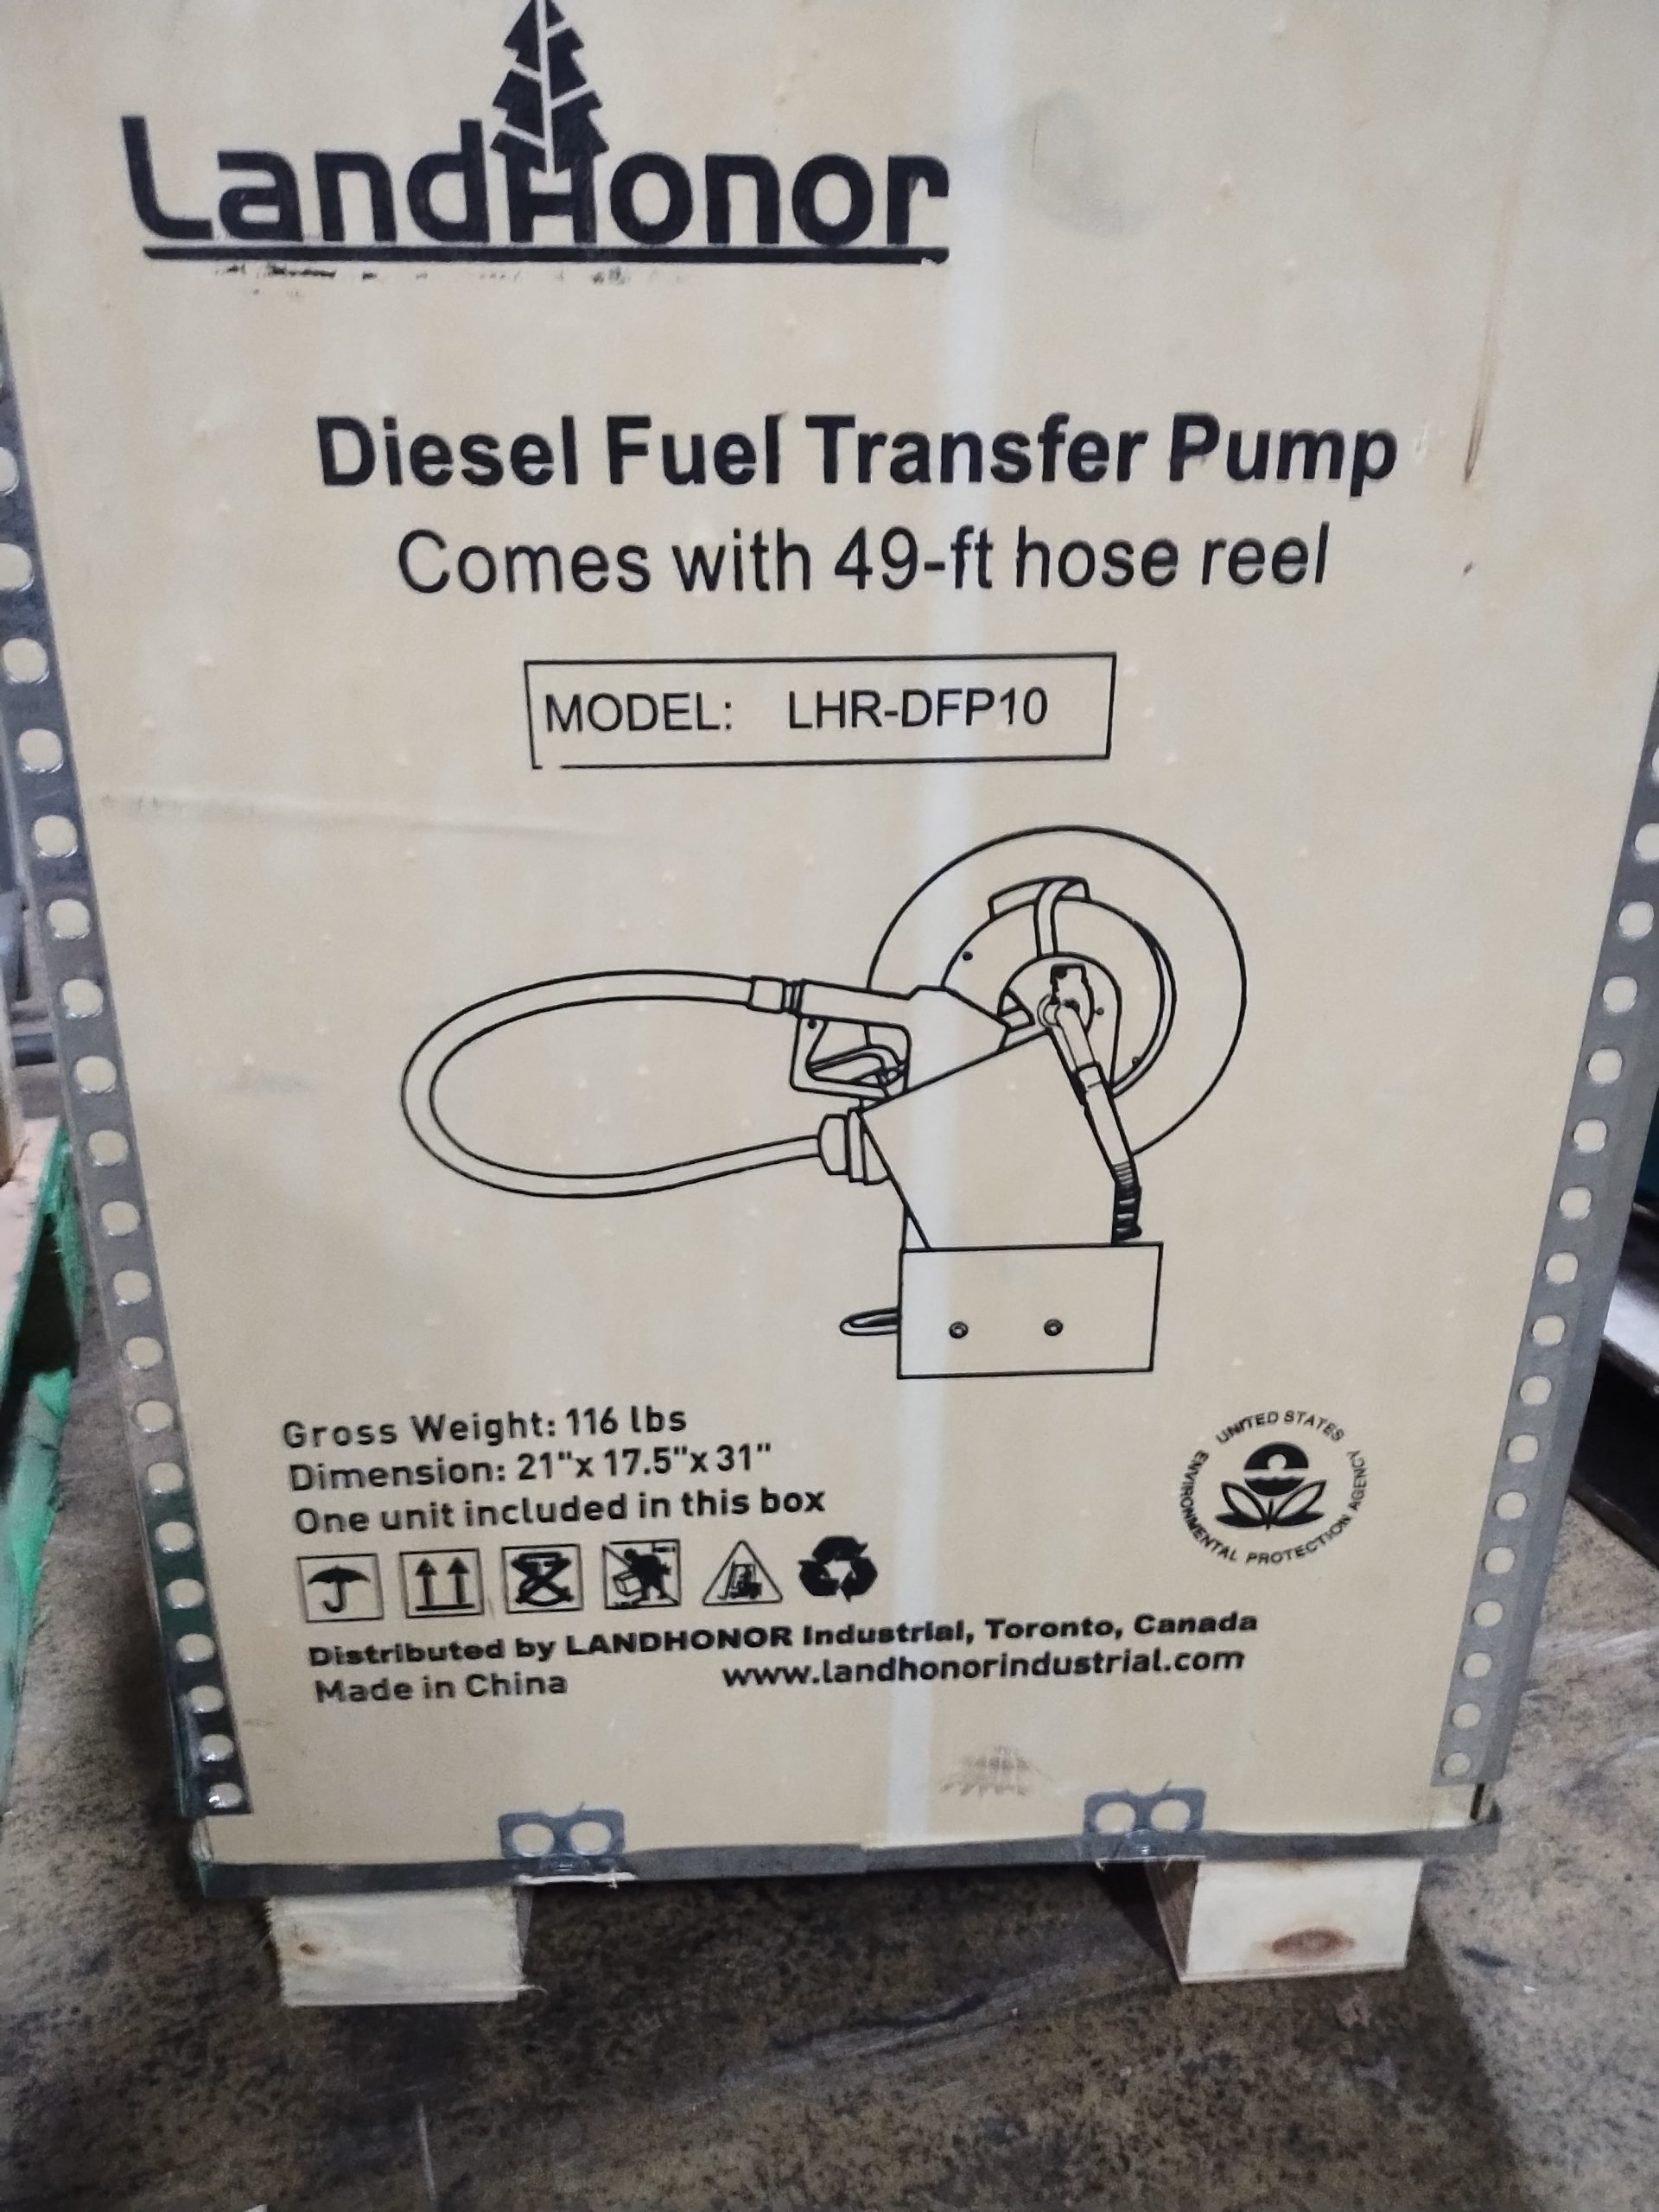 LandHonor
Diesel Fuel Transfer Pump
Comes with 49-ft hose reel
MODEL: LHR-DFP10
Gross Weight: 116 lbs
Dimension: 21"x 17.5"x 31"
One unit included in this box
UNITED STATES
ENVIRONMENTAL PROTECTION AGENCY
Distributed by LANDHONOR Industrial, Toronto, Canada
Made in China www.landhonorindustrial.com